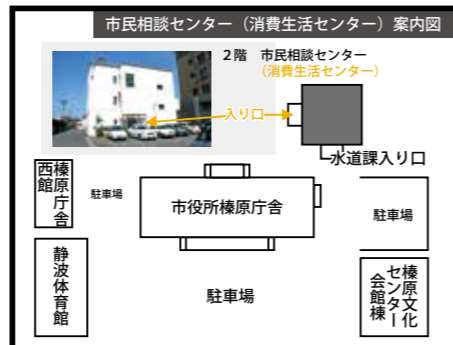 市民相談センター（消費生活センター）案内図
２階　市民相談センター
（消費生活センター）
入り口
水道課入り口
榛原庁舎
西館
駐車場
市役所榛原庁舎
駐車場
静波体育館
駐車場
榛原文化
センター
会館棟